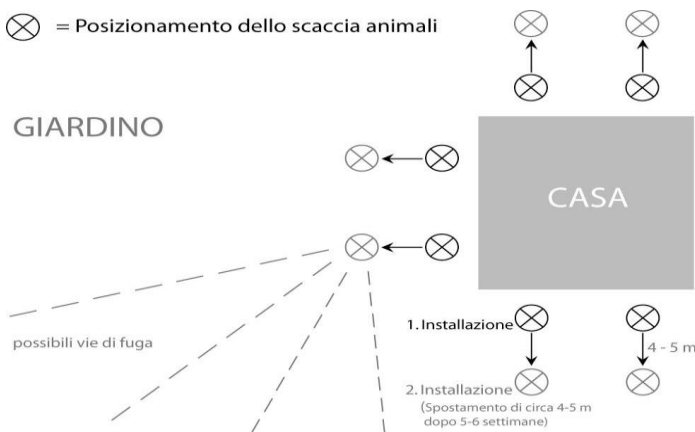 = Posizionamento dello scaccia animali
GIARDINO
CASA
1. Installazione
possibili vie di fuga
4 - 5 m
2. Installazione
(Spostamento di circa 4-5 m
dopo 5-6 settimane)